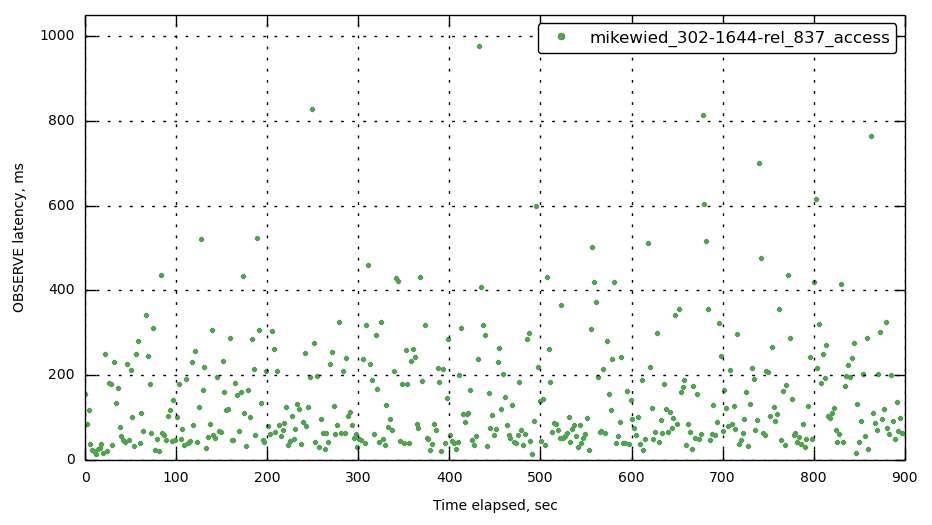 mikewied_302-1644-rel_837_access
OBSERVE latency, ms
1000
800
600
400
200
0
0 100 200 300 400 500 600 700 800 900
Time elapsed, sec